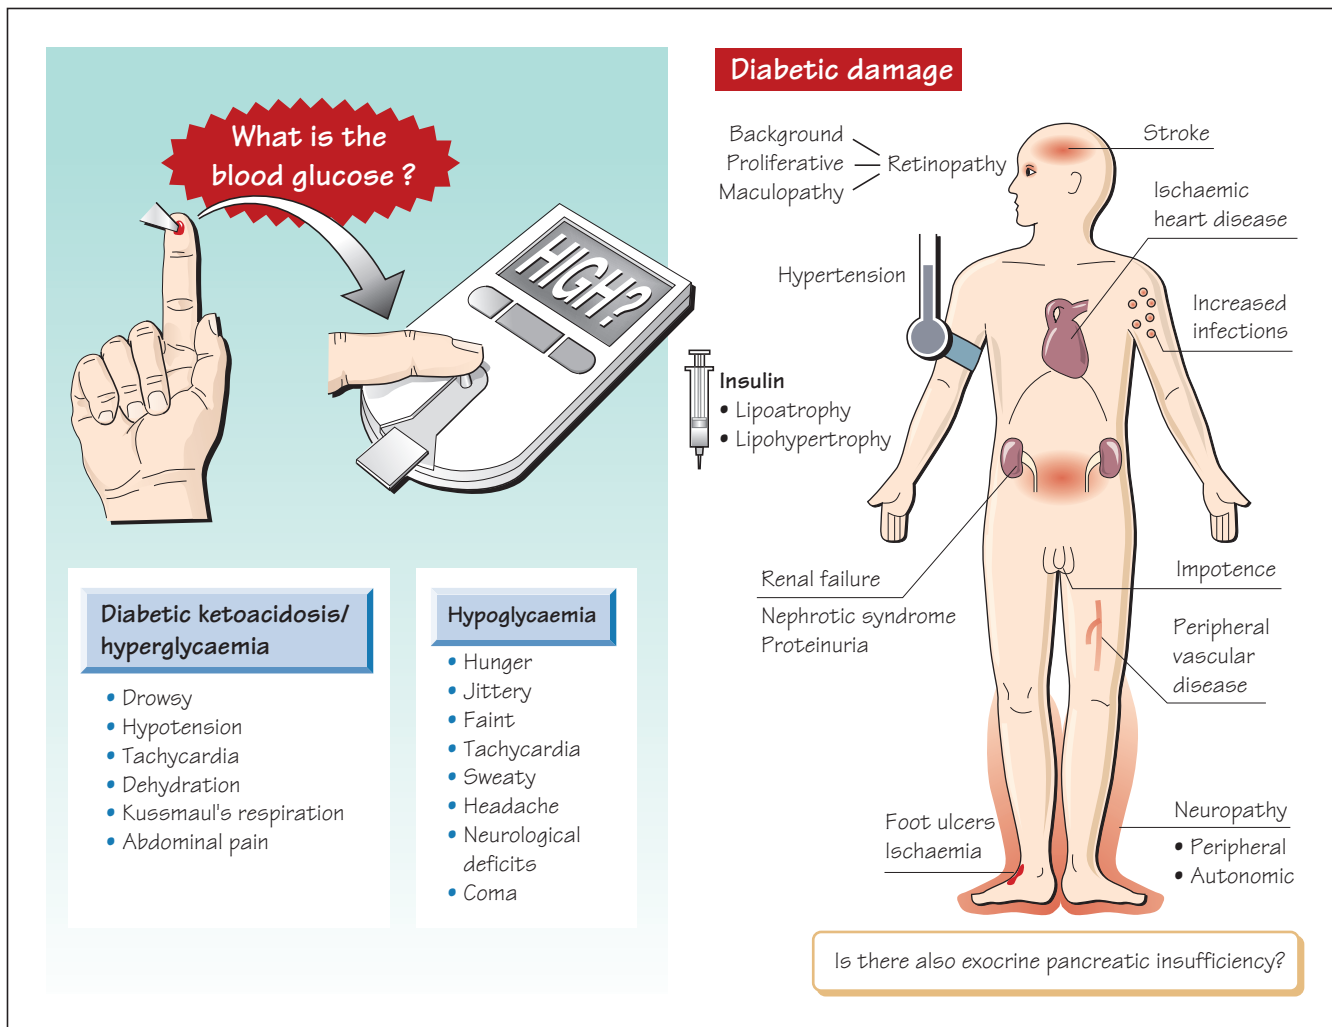 What is the
blood glucose ?
HIGH?
Diabetic ketoacidosis/
hyperglycaemia
• Drowsy
• Hypotension
• Tachycardia
• Dehydration
• Kussmaul's respiration
• Abdominal pain
Hypoglycaemia
• Hunger
• Jittery
• Faint
• Tachycardia
• Sweaty
• Headache
• Neurological
deficits
• Coma
Diabetic damage
Background
Proliferative
Maculopathy
Retinopathy
Stroke
Ischaemic
heart disease
Hypertension
Increased
infections
Insulin
• Lipoatrophy
• Lipohypertrophy
Renal failure
Nephrotic syndrome
Proteinuria
Impotence
Peripheral
vascular
disease
Foot ulcers
Ischaemia
Neuropathy
• Peripheral
• Autonomic
Is there also exocrine pancreatic insufficiency?